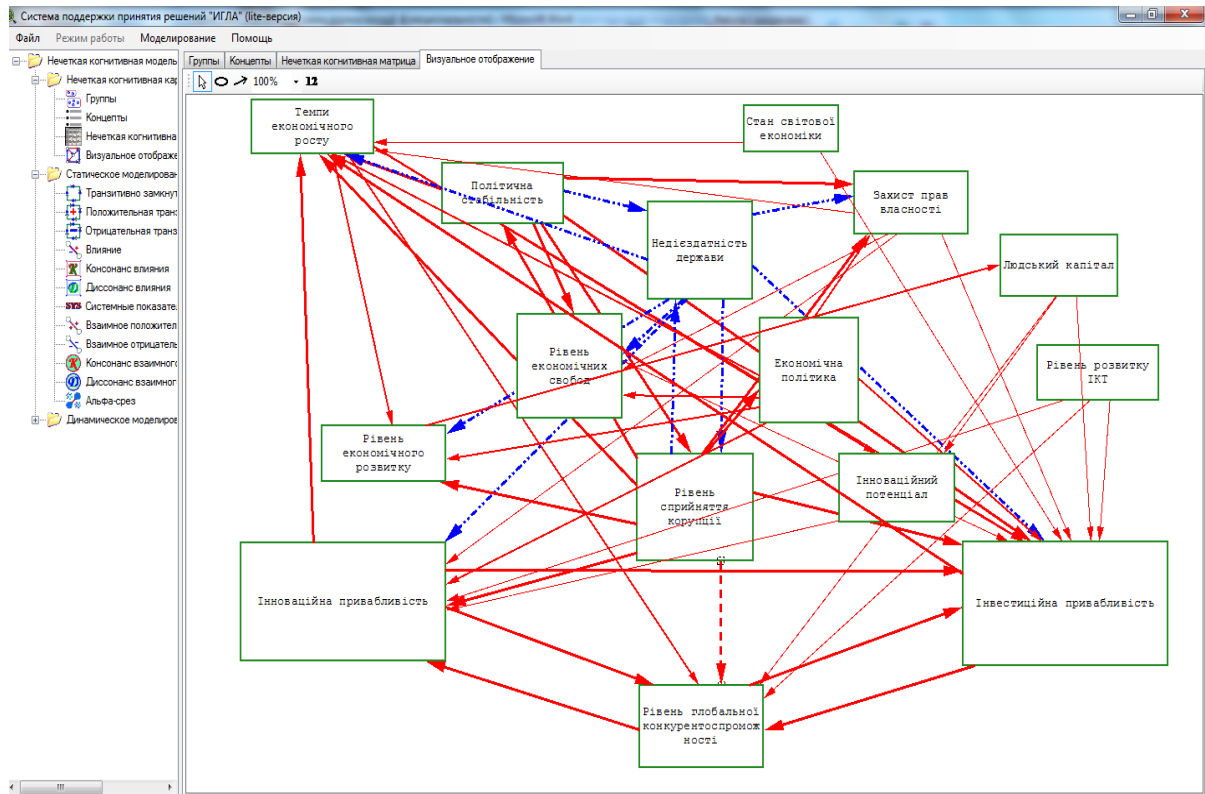 Система поддержки принятия решений "ИГЛА" (lite-версия)
Файл Режим работы Моделирование Помощь
Нечеткая когнитивная модель
Нечеткая когнитивная кар
Группы
Концепты
Нечеткая когнитивна
Визуальное отображе
Статическое моделирован
Транзитивно замкнут
Положительная тран:
Отрицательная транз
Влияние
Консонанс влияния
Диссонанс влияния
Системные показате.
Взаимное положител
Взаимное отрицатель
Консонанс взаимного
Диссонанс взаимног
Альфа-срез
Динамическое моделиров
Группы Концепты Нечеткая когнитивная матрица Визуальное отображение
100% 12
Темпи
економічного
росту
Стан світової
економіки
Політична
стабільність
Захист прав
власності
Недієздатність
держави
Людський капітал
Рівень
економічних
свобод
Економічна
політика
Рівень розвитку
ІКТ
Рівень
економічного
розвитку
Рівень
сприйняття
корупції
Інноваційний
потенціал
Інноваційна привабливість
Інвестиційна привабливість
Рівень глобальної
конкурентоспромож
ності